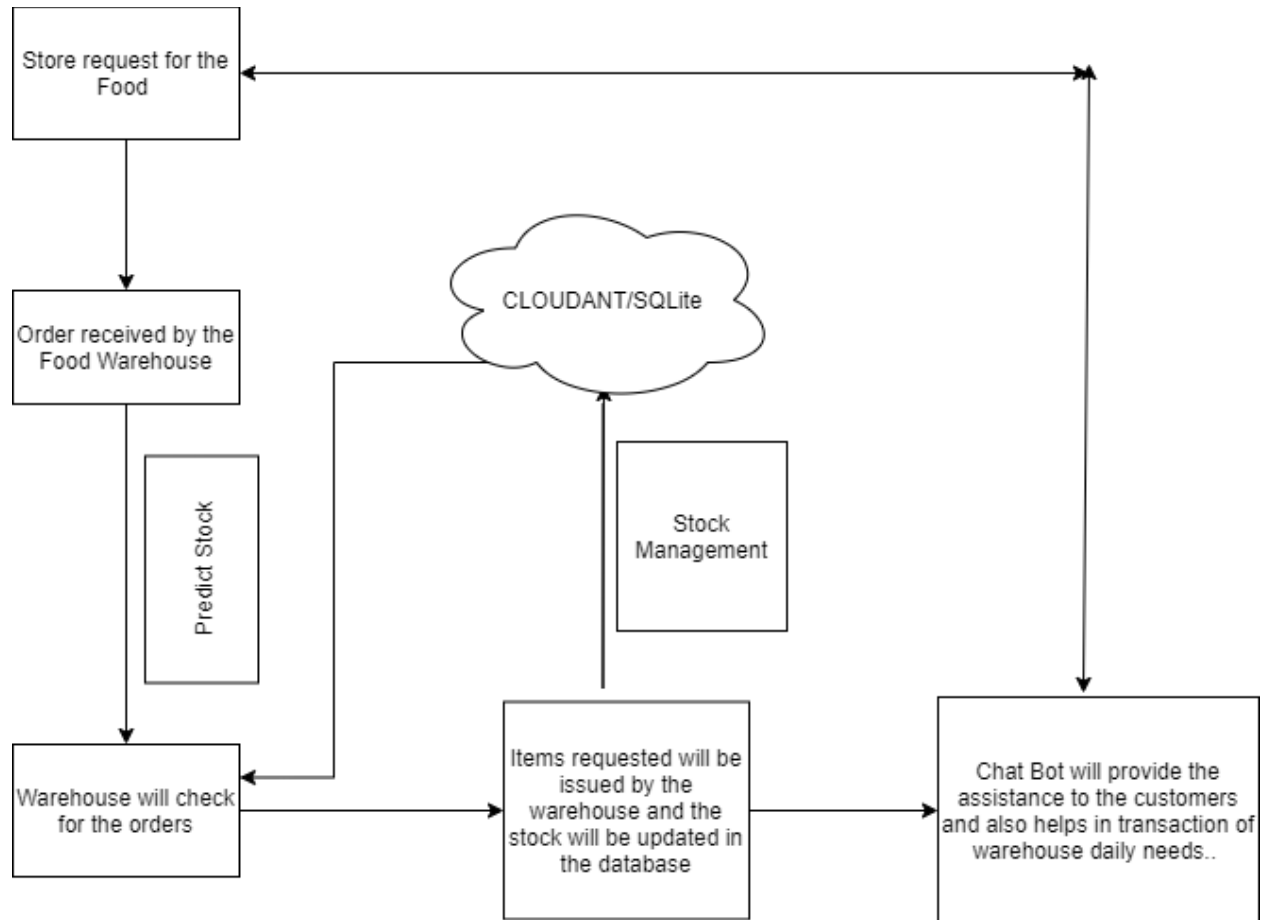 Store request for the
Food
CLOUDANT/SQLite
Order received by the
Food Warehouse
Predict Stock
Stock
Management
Warehouse will check
for the orders
Items requested will be
issued by the
warehouse and the
stock will be updated in
the database
Chat Bot will provide the
assistance to the customers
and also helps in transaction of
warehouse daily needs..